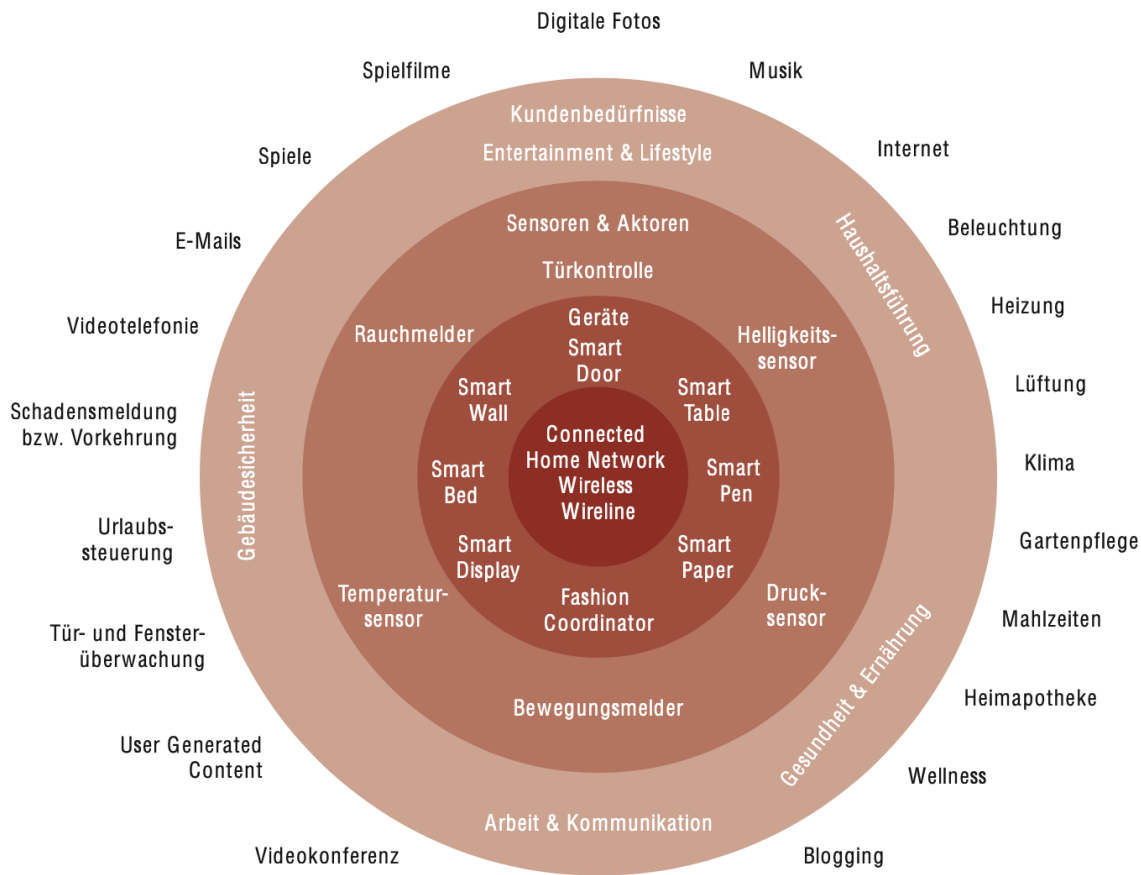 Digitale Fotos
Spielfilme
Musik
Kundenbedürfnisse
Entertainment & Lifestyle
Spiele
Internet
Sensoren & Aktoren
Haushaltsführung
E-Mails
Beleuchtung
Türkontrolle
Videotelefonie
Rauchmelder
Geräte
Helligkeits-
sensor
Heizung
Smart
Door
Smart
Wall
Smart
Table
Lüftung
Schadensmeldung
bzw. Vorkehrung
Gebäudesicherheit
Connected
Home Network
Wireless
Wireline
Smart
Bed
Smart
Pen
Klima
Urlaubs-
steuerung
Smart
Display
Smart
Paper
Gartenpflege
Temperatur-
sensor
Fashion
Coordinator
Druck-
sensor
Mahlzeiten
Tür- und Fenster-
überwachung
Gesundheit & Ernährung
Heimapotheke
Bewegungsmelder
User Generated
Content
Wellness
Arbeit & Kommunikation
Videokonferenz
Blogging